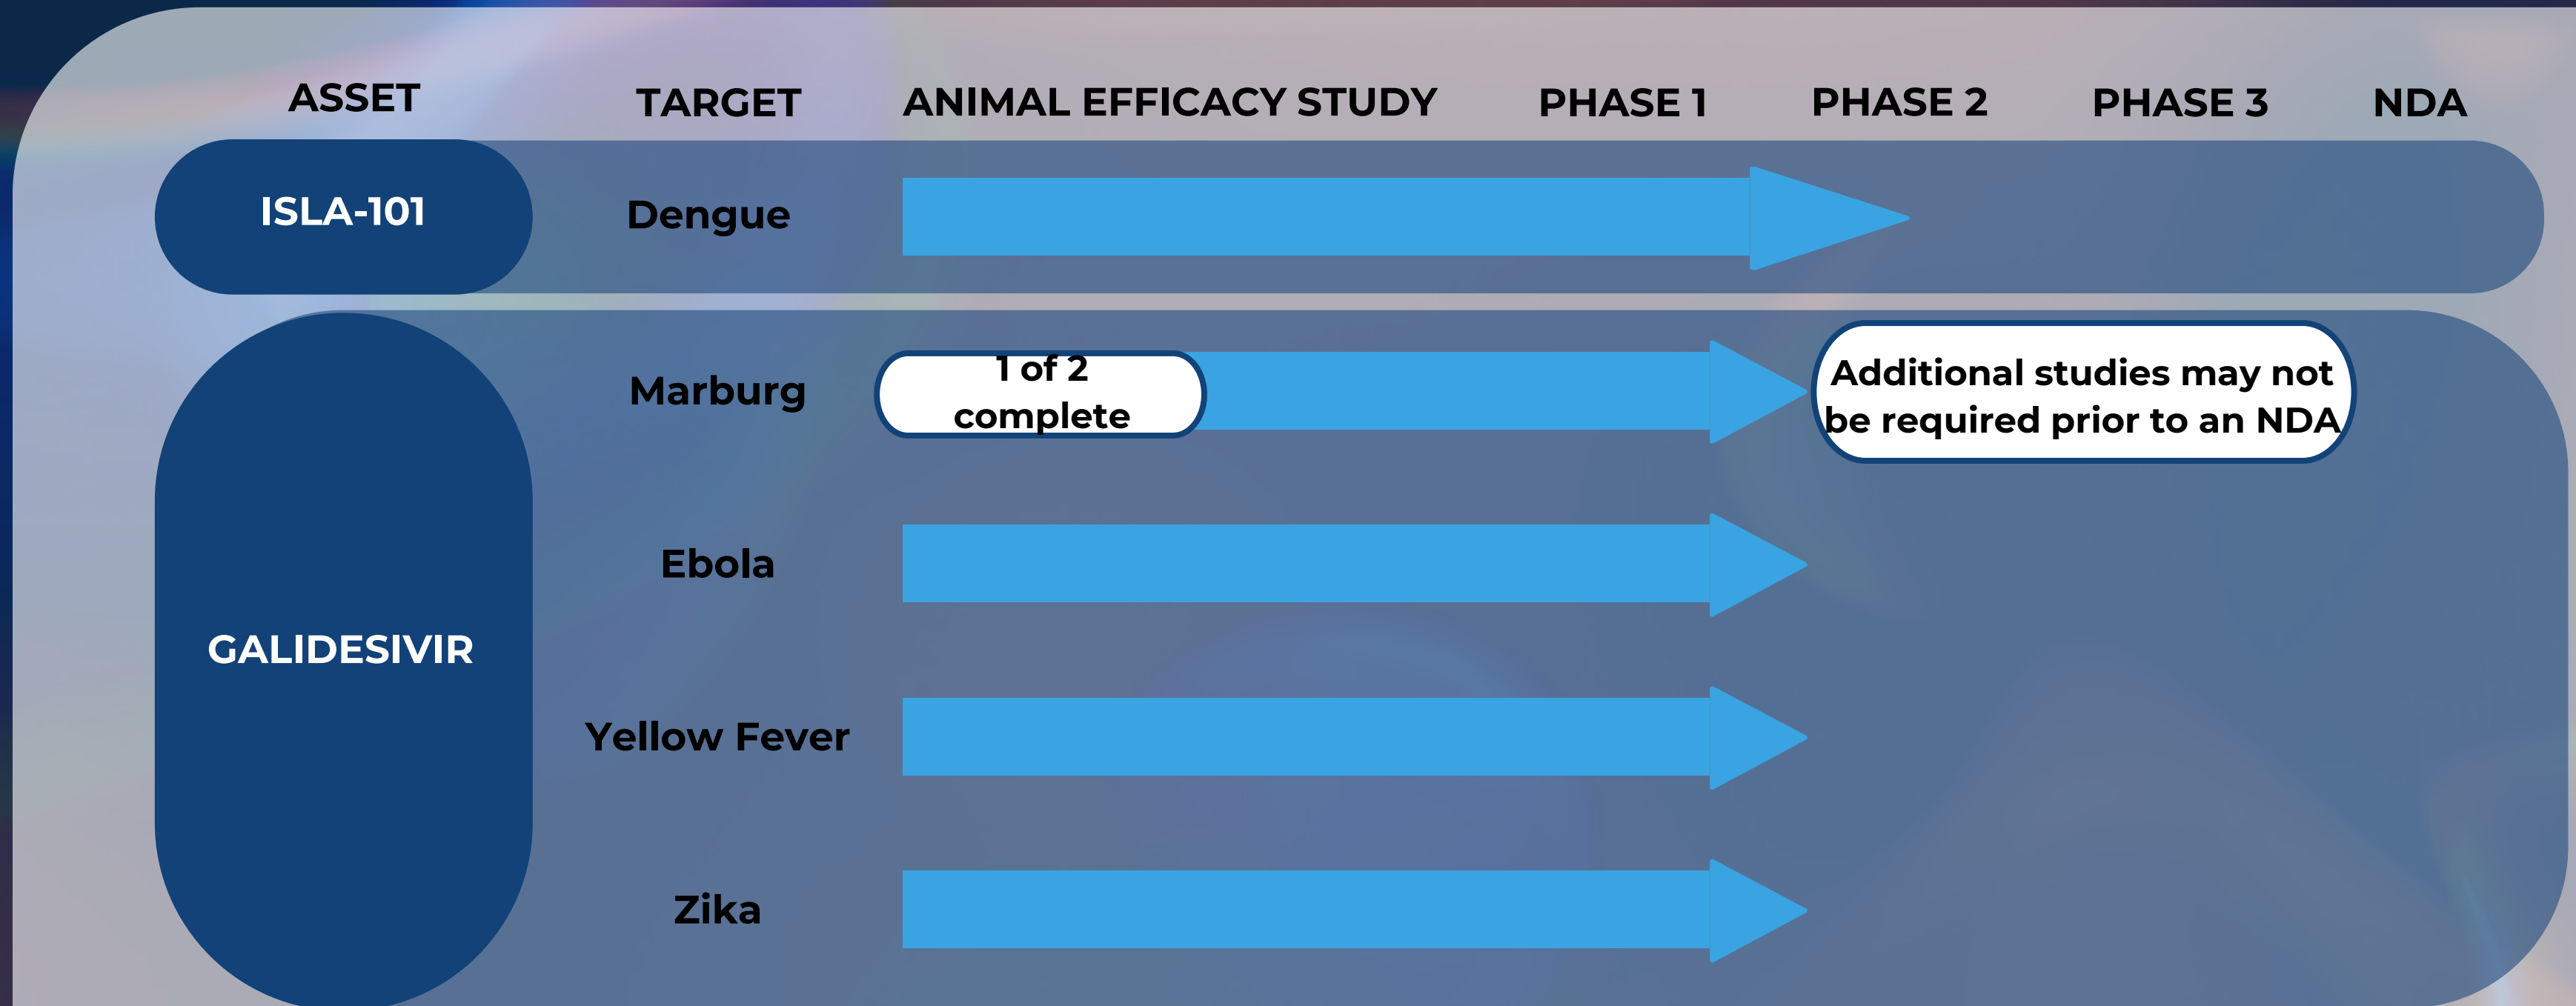 ASSET TARGET ANIMAL EFFICACY STUDY PHASE 1 PHASE 2 PHASE 3 NDA
ISLA-101 Dengue
Marburg
1 of 2
complete
Additional studies may not
be required prior to an NDA
Ebola
GALIDESIVIR
Yellow Fever
Zika